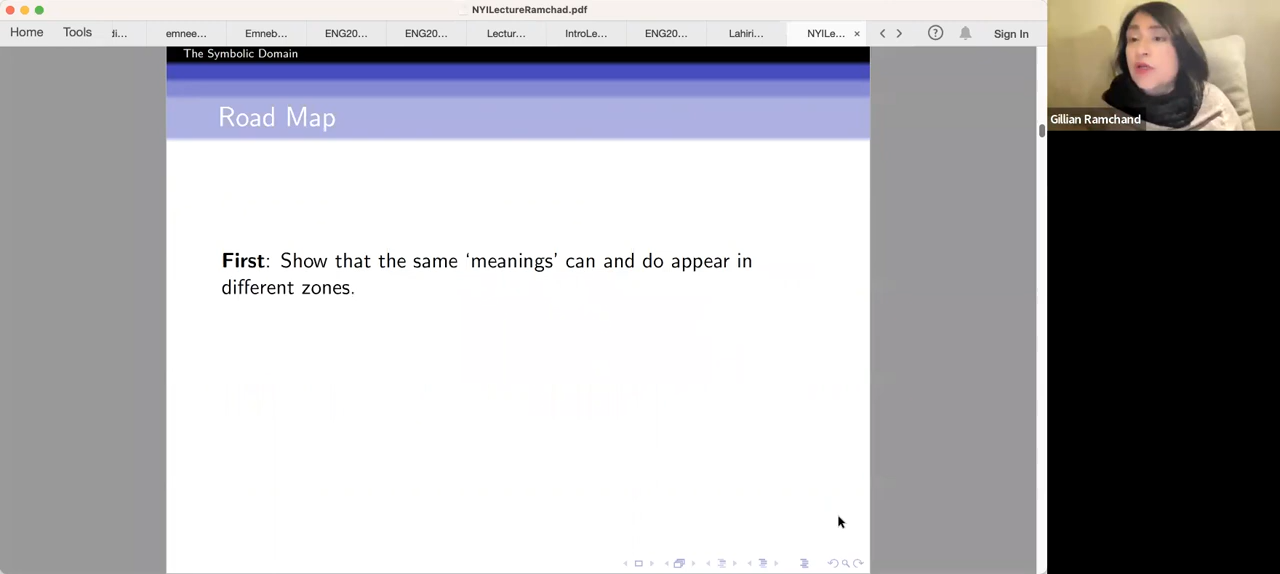 NYILectureRamchad.pdf
Home
Tools
emnee...
Emneb...
ENG20...
ENG20...
Lectur...
IntroLe...
ENG20...
Lahiri...
NYILe...
Sign In
The Symbolic Domain
Road Map
First: Show that the same ‘meanings’ can and do appear in
different zones.
Gillian Ramchand